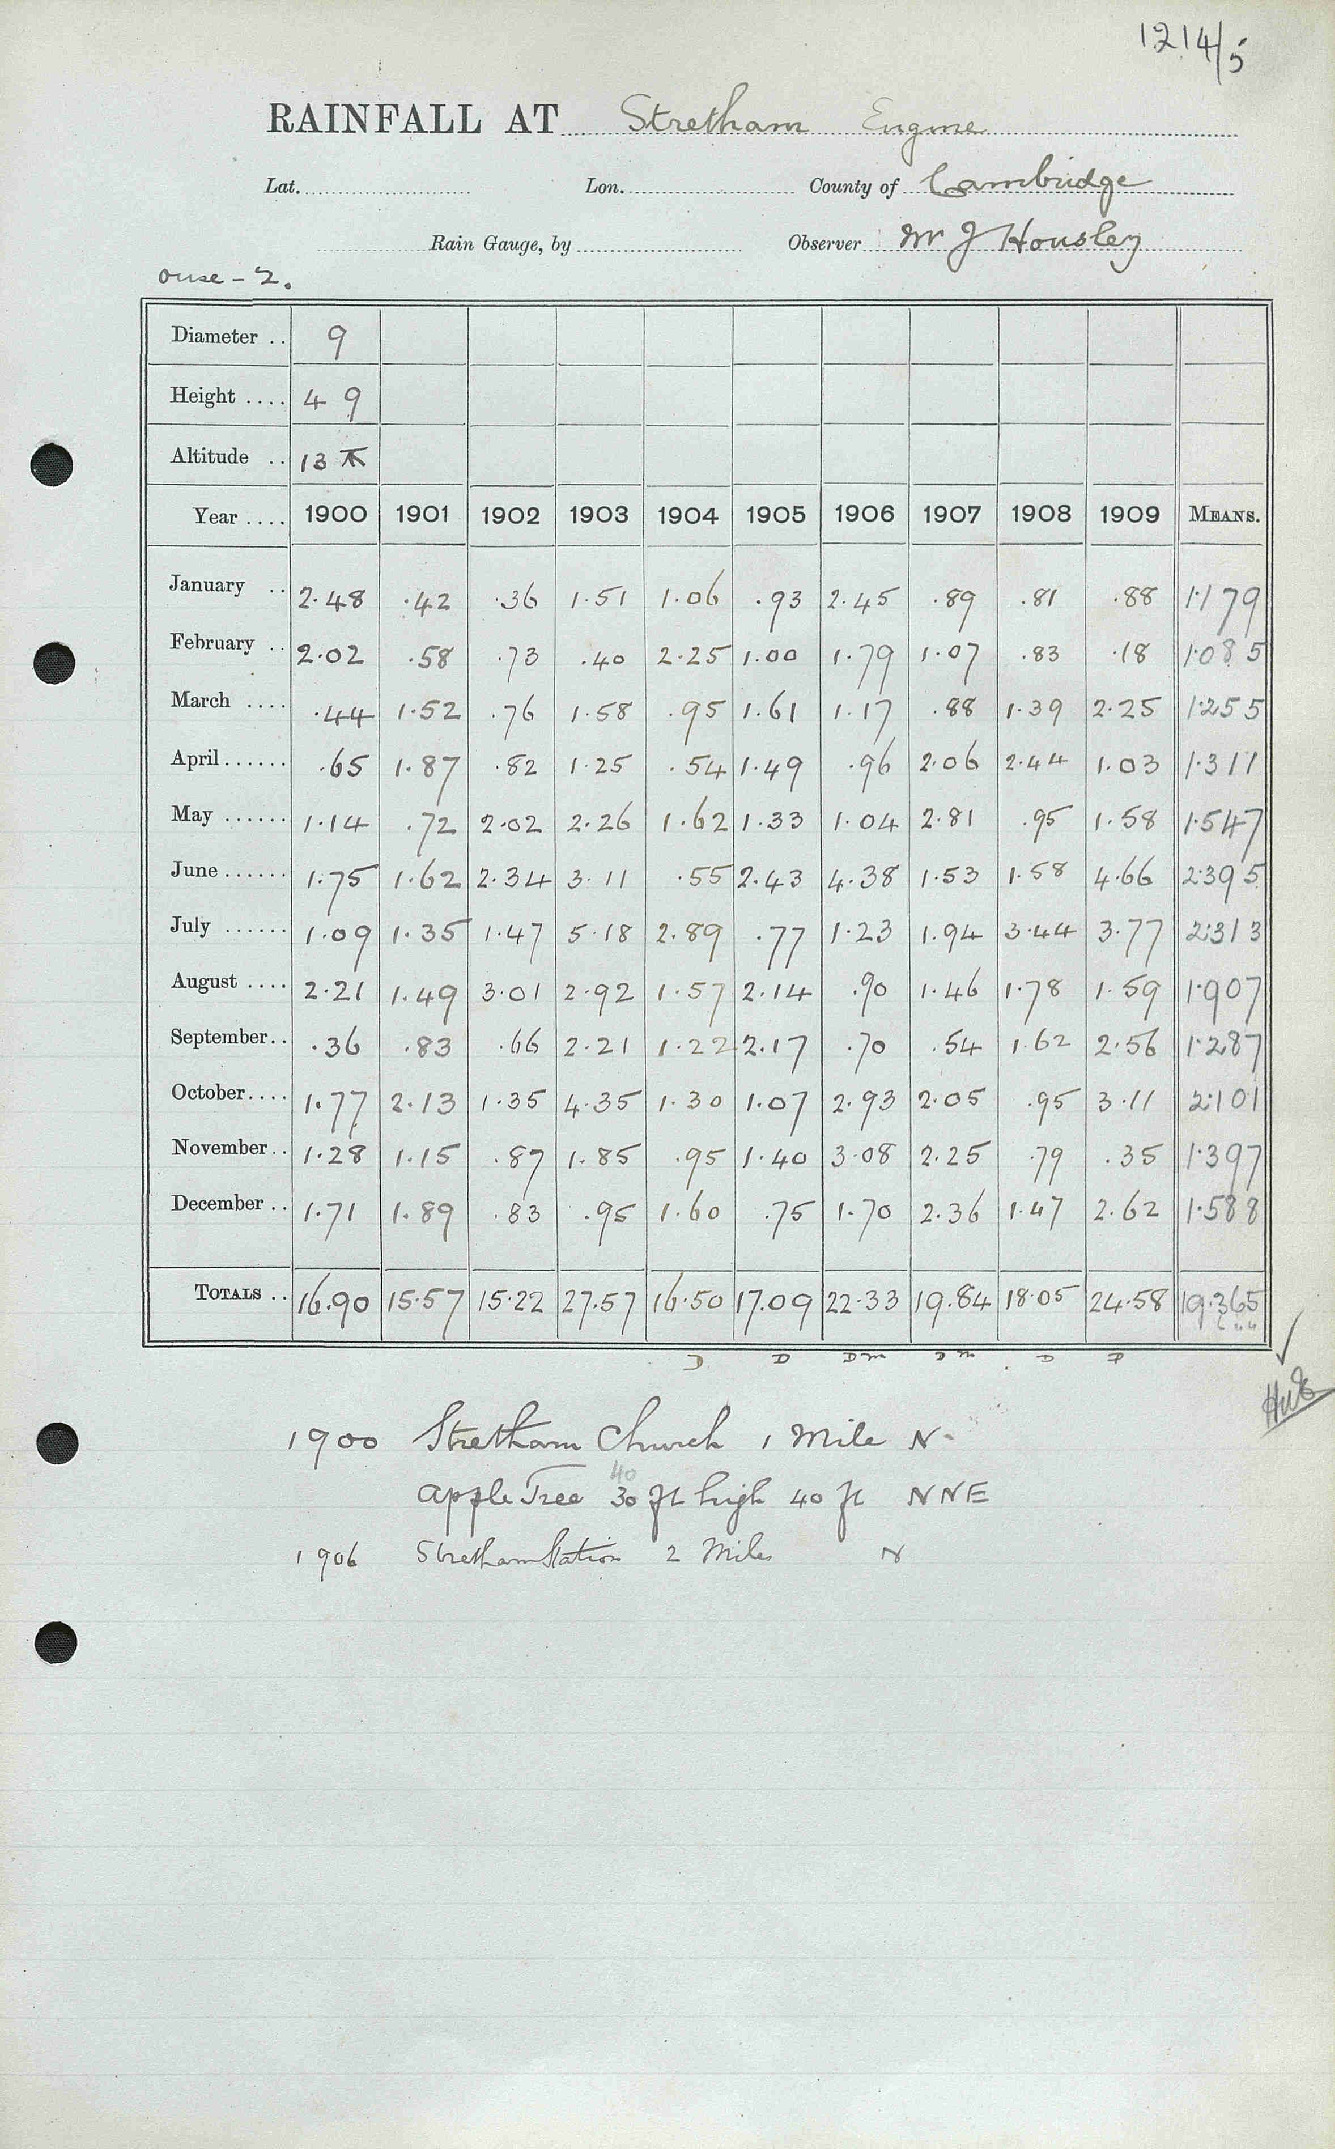 1214/5
RAINFALL AT Stretham Engine
Lat. Lon. County of Cambridge
Rain Gauge, by Observer Mr J Housley
Ouse - 2.
Diameter .. 9
Height .... 4 9
Altitude .. 13
Year .... 1900 1901 1902 1903 1904 1905 1906 1907 1908 1909 MEANS.
January .. 2.48 .42 .36 1.51 1.06 .93 2.45 .89 .81 .88 1.179
February .. 2.02 .58 .73 .40 2.25 1.00 1.79 1.07 .83 .18 1.085
March .... .44 1.52 .76 1.58 .95 1.61 1.17 .88 1.39 2.25 1.255
April...... .65 1.87 .82 1.25 .54 1.49 .96 2.06 2.44 1.03 1.311
May ...... 1.14 .72 2.02 2.26 1.62 1.33 1.04 2.81 .95 1.58 1.547
June...... 1.75 1.62 2.34 3.11 .55 2.43 4.38 1.53 1.58 4.66 2.395
July ...... 1.09 1.35 1.47 5.18 2.89 .77 1.23 1.94 3.44 3.77 2.313
August .... 2.21 1.49 3.01 2.92 1.57 2.14 .90 1.46 1.78 1.59 1.907
September.. .36 .83 .66 2.21 1.22 2.17 .70 .54 1.62 2.56 1.287
October.... 1.77 2.13 1.35 4.35 1.30 1.07 2.93 2.05 .95 3.11 2.101
November.. 1.28 1.15 .87 1.85 .95 1.40 3.08 2.25 .79 .35 1.397
December .. 1.71 1.89 .83 .95 1.60 .75 1.70 2.36 1.47 2.62 1.588
TOTALS .. 16.90 15.57 15.22 27.57 16.50 17.09 22.33 19.84 18.05 24.58 19.365
D D Dm Dm D D
1900 Stretham Church 1 Mile N.
40
Apple Tree 30 ft high 40 ft NNE
1906 Stretham Station 2 Miles N